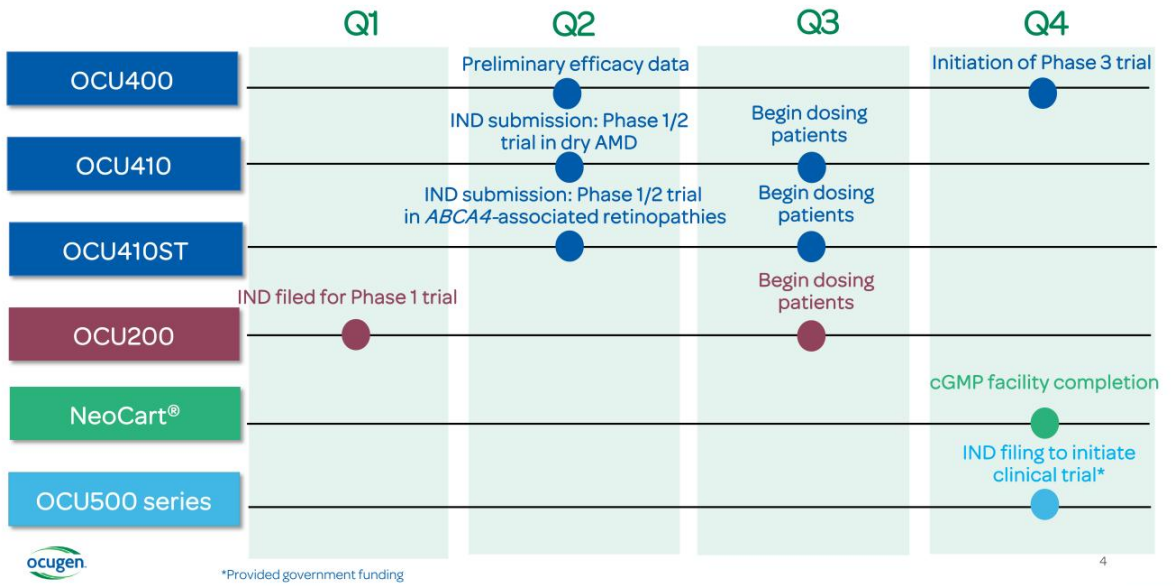 Q1 Q2 Q3 Q4
OCU400
Preliminary efficacy data
Initiation of Phase 3 trial
OCU410
IND submission: Phase 1/2
trial in dry AMD
Begin dosing
patients
OCU410ST
IND submission: Phase 1/2 trial
in ABCA4-associated retinopathies
Begin dosing
patients
OCU200
IND filed for Phase 1 trial
Begin dosing
patients
NeoCart®
cGMP facility completion
OCU500 series
IND filing to initiate
clinical trial*
ocugen.
*Provided government funding
4